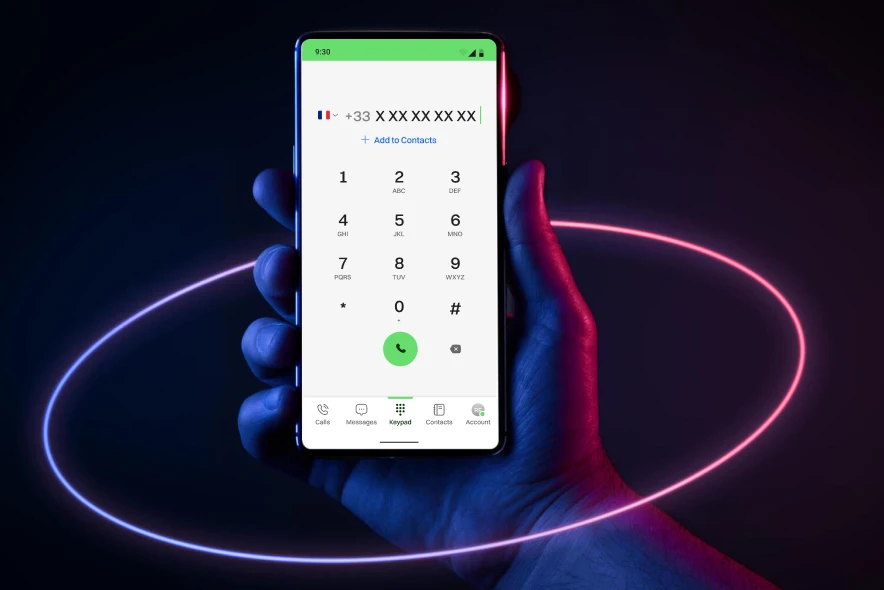 9:30
+33 X XX XX XX XX
+ Add to Contacts
1 2 3
ABC DEF
4 5 6
GHI JKL MNO
7 8 9
PQRS TUV WXYZ
* 0 #
+
Calls Messages Keypad Contacts Account